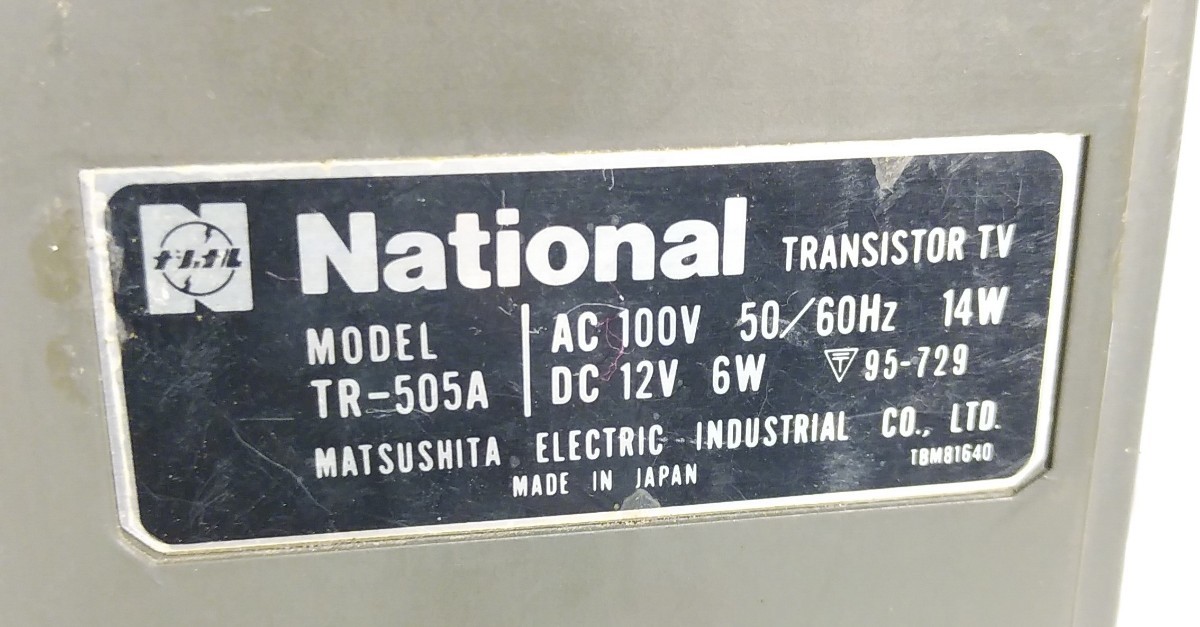 ナショナル
National TRANSISTOR TV
MODEL
TR-505A
AC 100V 50/60Hz 14W
DC 12V 6W 〒95-729
MATSUSHITA ELECTRIC INDUSTRIAL CO., LTD.
MADE IN JAPAN
TBM81640